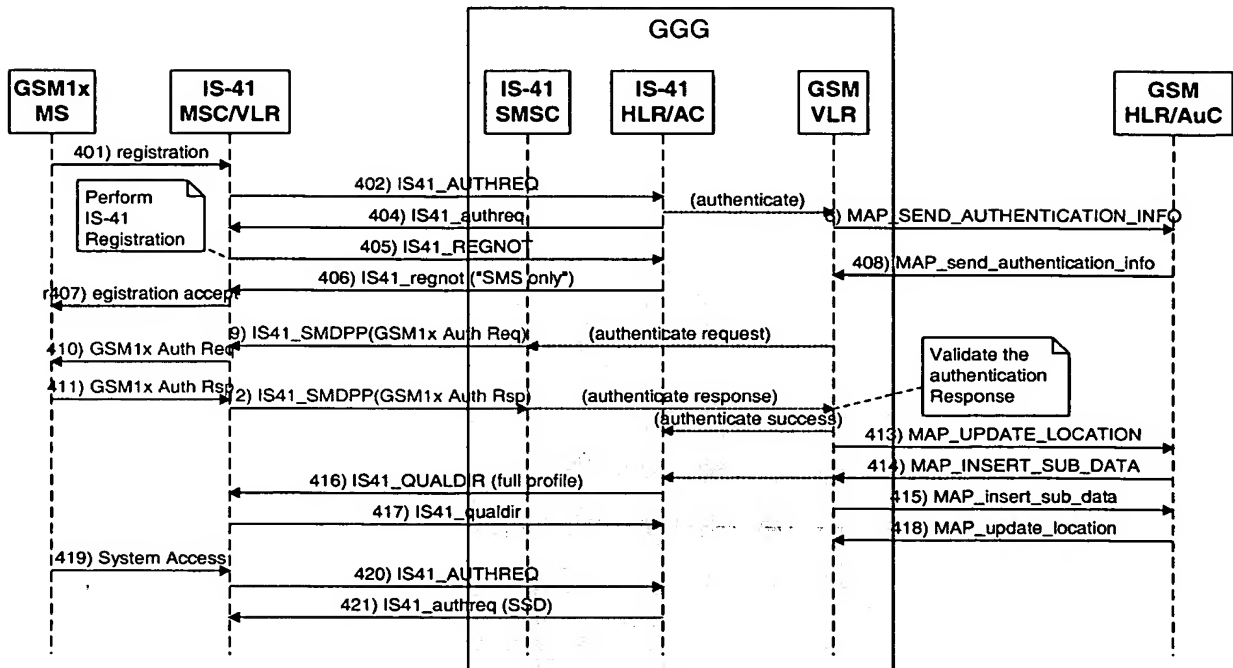 GGG
GSM1x
MS
IS-41
MSC/VLR
IS-41
SMSC
IS-41
HLR/AC
GSM
VLR
GSM
HLR/AuC
401) registration
Perform
IS-41
Registration
402) IS41_AUTHREQ
(authenticate)
404) IS41_authreq
3) MAP_SEND_AUTHENTICATION_INFO
405) IS41_REGNOT
406) IS41_regnot ("SMS only")
408) MAP_send_authentication_info
r407) egistration accept
9) IS41_SMDPP(GSM1x Auth Req)
(authenticate request)
410) GSM1x Auth Req
Validate the
authentication
Response
411) GSM1x Auth Rsp
2) IS41_SMDPP(GSM1x Auth Rsp)
(authenticate response)
(authenticate success)
413) MAP_UPDATE_LOCATION
414) MAP_INSERT_SUB_DATA
416) IS41_QUALDIR (full profile)
415) MAP_insert_sub_data
417) IS41_qualdir
418) MAP_update_location
419) System Access
420) IS41_AUTHREQ
421) IS41_authreq (SSD)